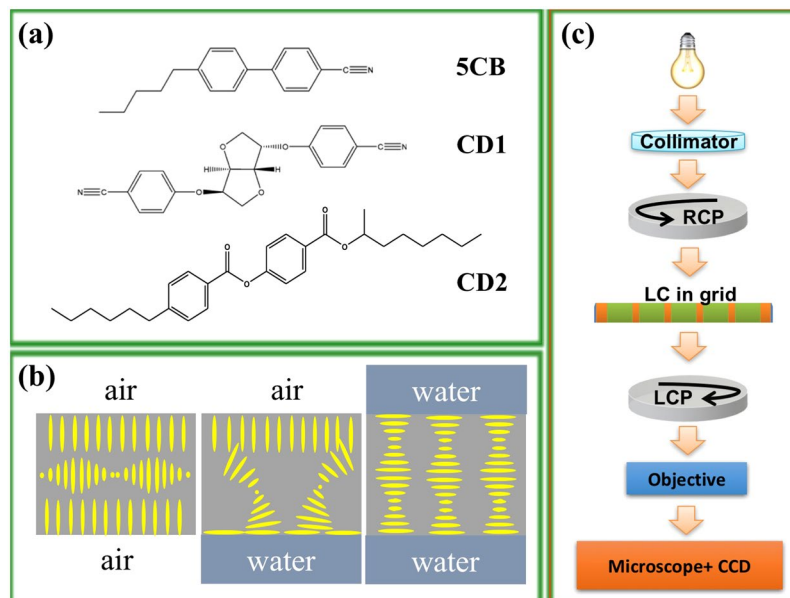 (a)
5CB
N
CD1
O
O
H
H
O
O
N
N
O
O
O
O
CD2
(b)
air
air
water
air
water
water
(c)
Collimator
RCP
LC in grid
LCP
Objective
Microscope+ CCD